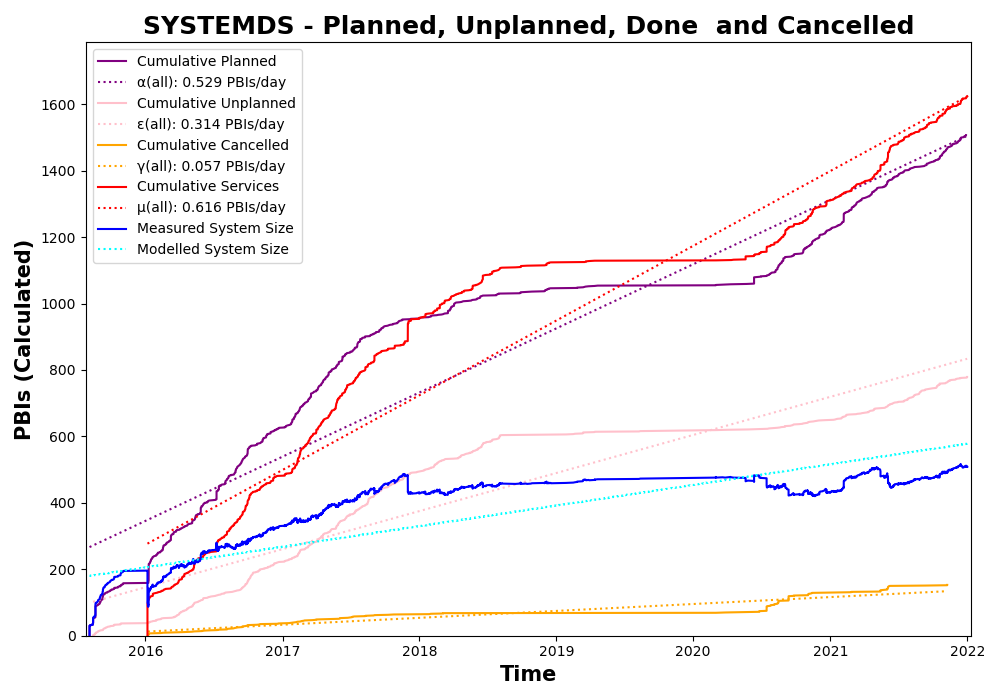 SYSTEMDS - Planned, Unplanned, Done  and Cancelled
Cumulative Planned
α(all): 0.529 PBIs/day
Cumulative Unplanned
ε(all): 0.314 PBIs/day
Cumulative Cancelled
γ(all): 0.057 PBIs/day
Cumulative Services
μ(all): 0.616 PBIs/day
Measured System Size
Modelled System Size
PBIs (Calculated)
1600
1400
1200
1000
800
600
400
200
0
2016 2017 2018 2019 2020 2021 2022
Time